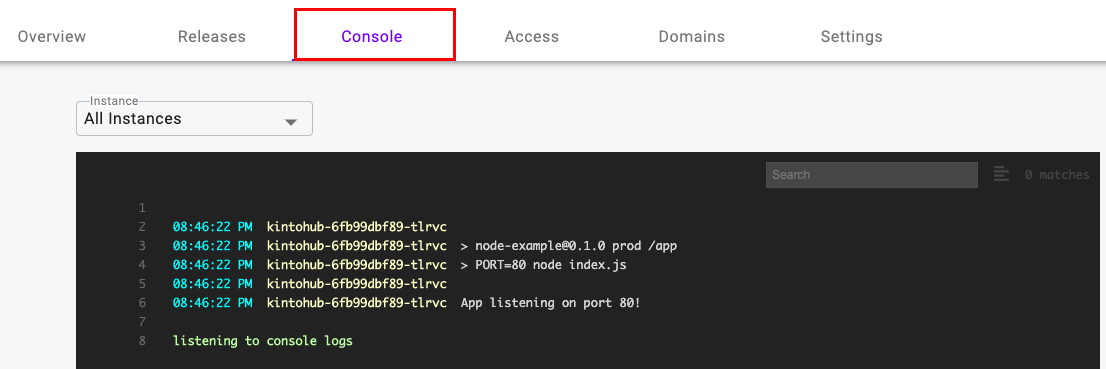 Overview Releases Console Access Domains Settings
Instance
All Instances
Search 0 matches
1
2 08:46:22 PM kintohub-6fb99dbf89-tlrvc
3 08:46:22 PM kintohub-6fb99dbf89-tlrvc > node-example@0.1.0 prod /app
4 08:46:22 PM kintohub-6fb99dbf89-tlrvc > PORT=80 node index.js
5 08:46:22 PM kintohub-6fb99dbf89-tlrvc
6 08:46:22 PM kintohub-6fb99dbf89-tlrvc App listening on port 80!
7
8 listening to console logs